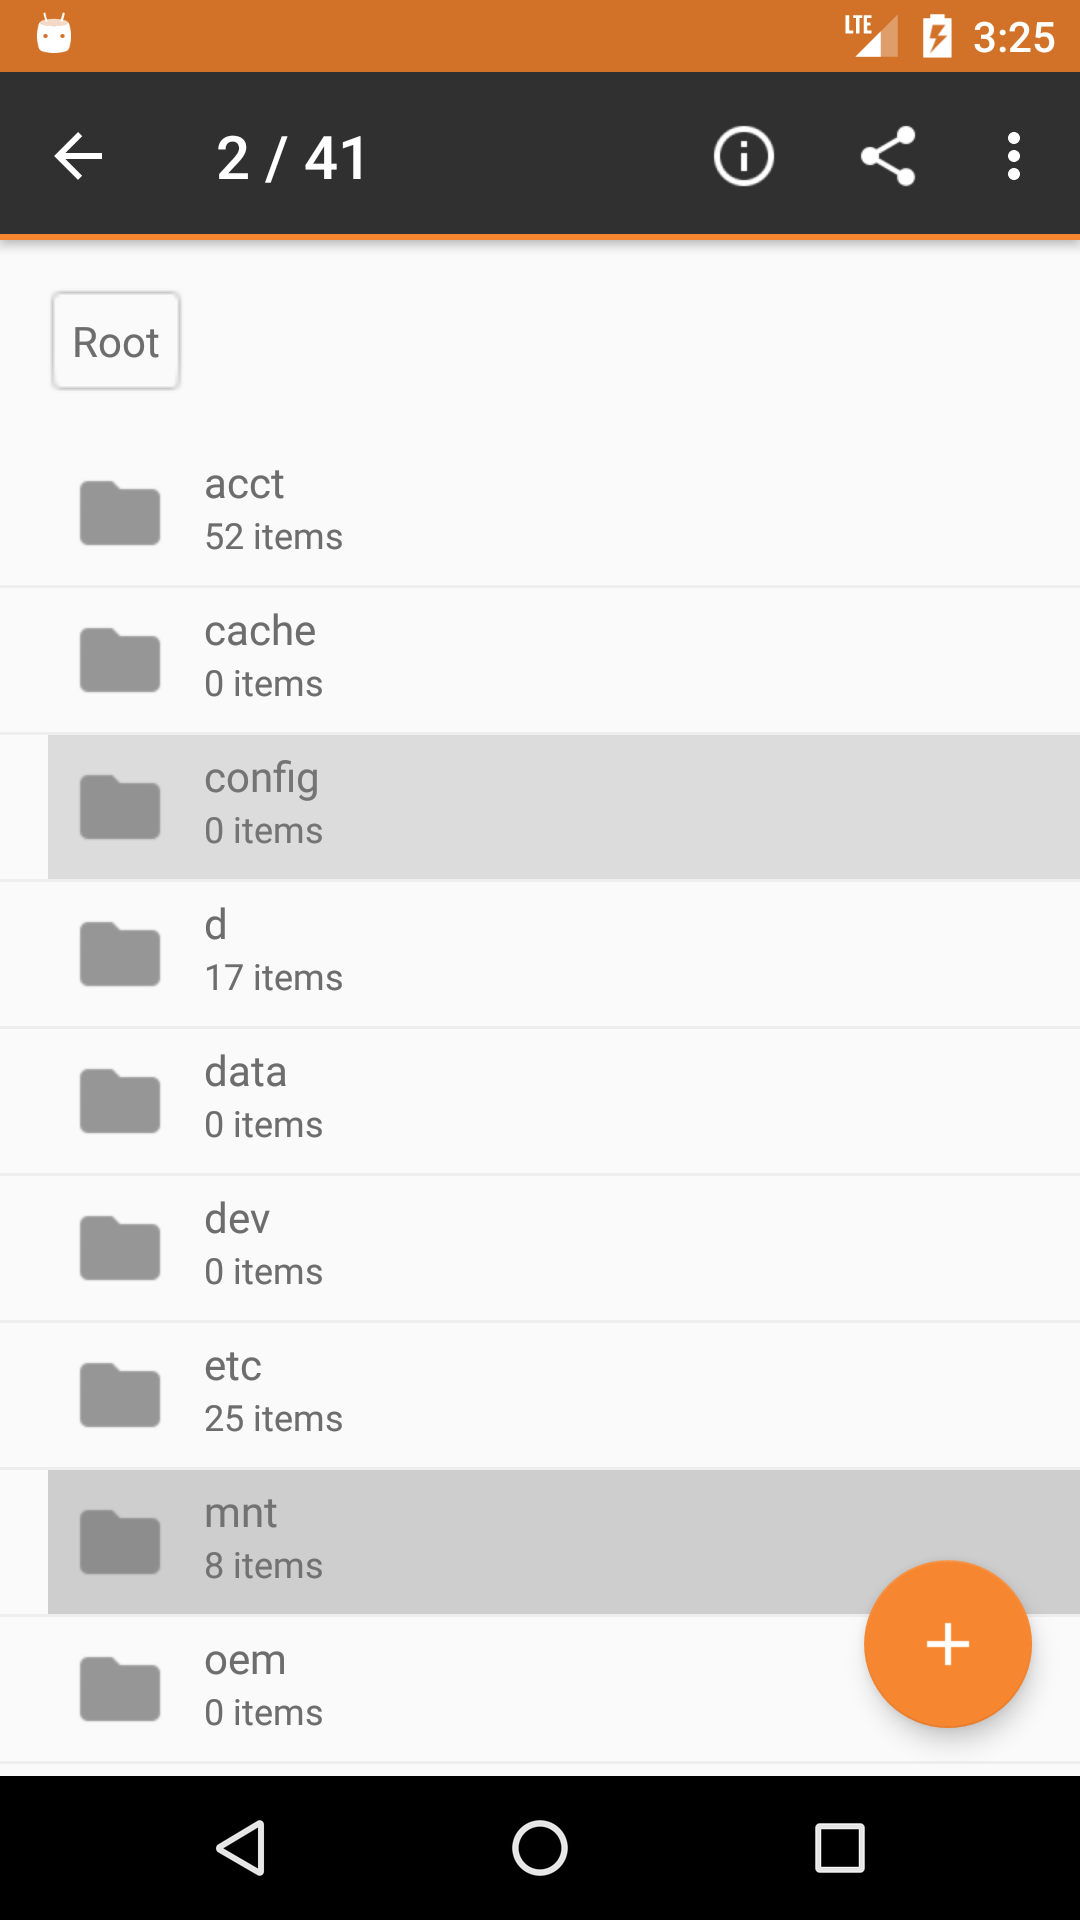 LTE 3:25
2 / 41
Root
acct
52 items
cache
0 items
config
0 items
d
17 items
data
0 items
dev
0 items
etc
25 items
mnt
8 items
oem
0 items